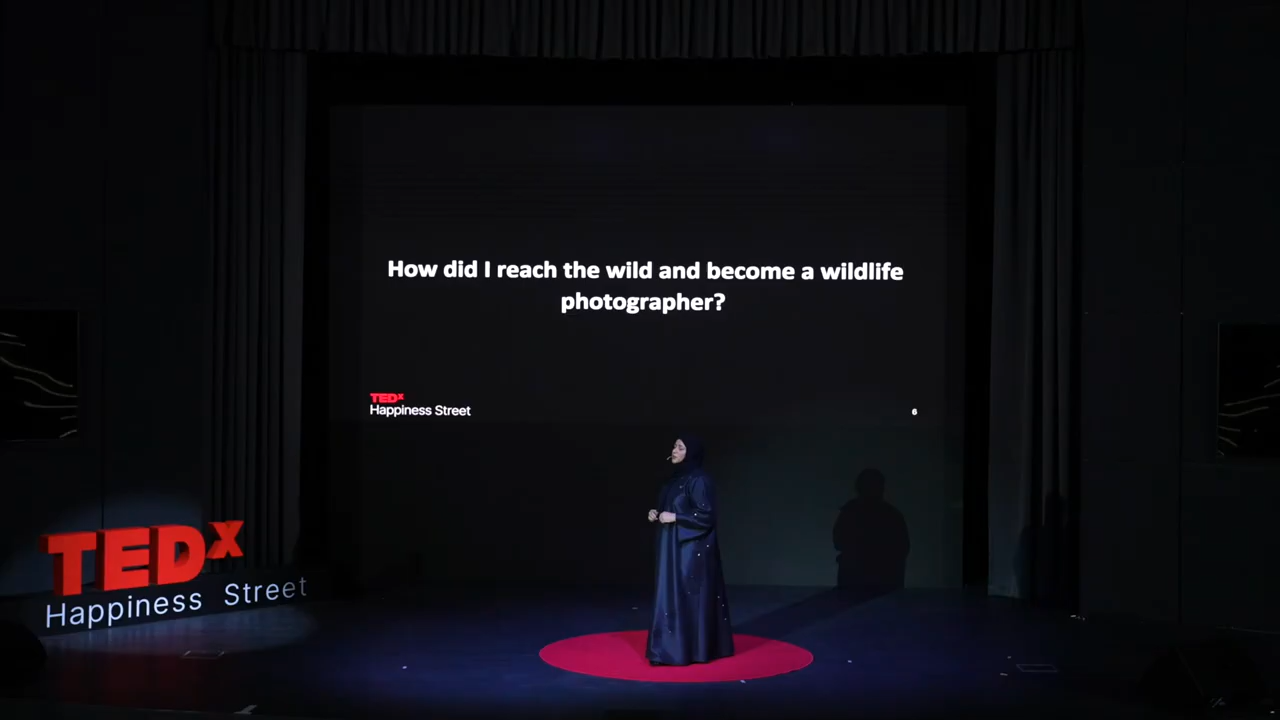 How did I reach the wild and become a wildlife
photographer?
TEDx
Happiness Street
6
TEDx
Happiness Street